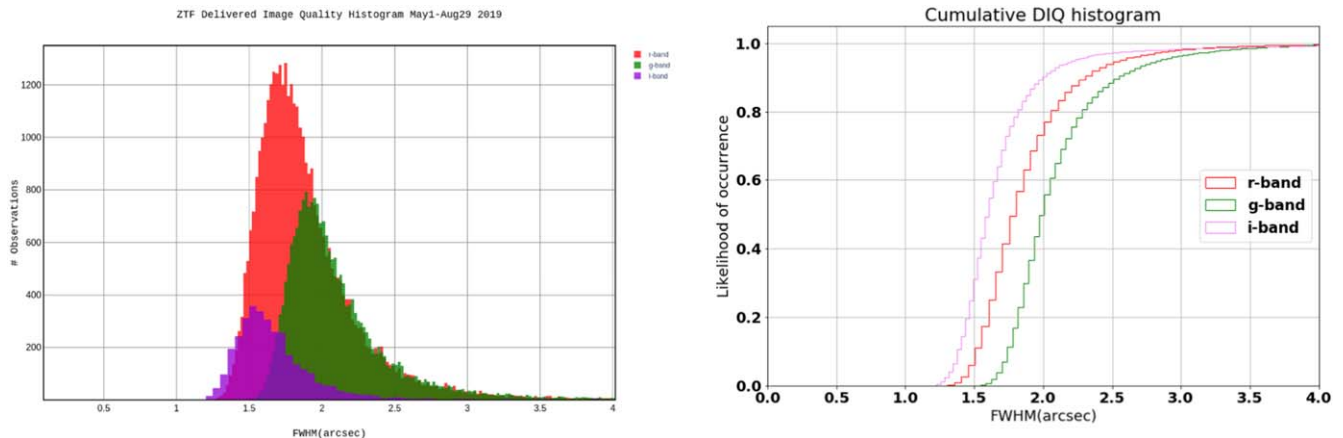 ZTF Delivered Image Quality Histogram May1-Aug29 2019
r-band
g-band
i-band
1200
1000
800
600
400
200
# Observations
0.5 1 1.5 2 2.5 3 3.5 4
FWHM(arcsec)
Cumulative DIQ histogram
1.0
0.8
0.6
0.4
0.2
0.0
Likelihood of occurrence
r-band
g-band
i-band
0.0 0.5 1.0 1.5 2.0 2.5 3.0 3.5 4.0
FWHM(arcsec)